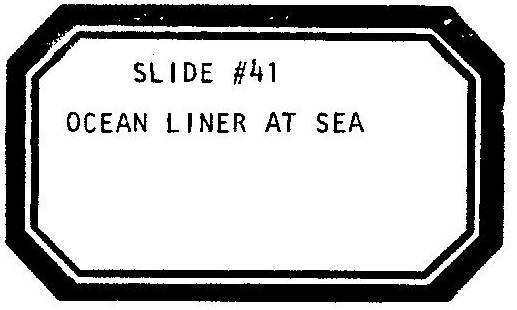 SLIDE #41
OCEAN LINER AT SEA